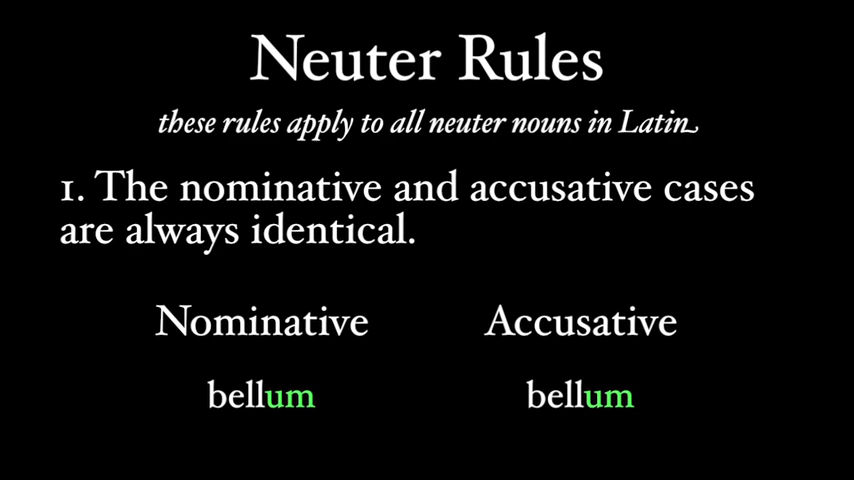 Neuter Rules
these rules apply to all neuter nouns in Latin
1. The nominative and accusative cases
are always identical.
Nominative Accusative
bellum bellum